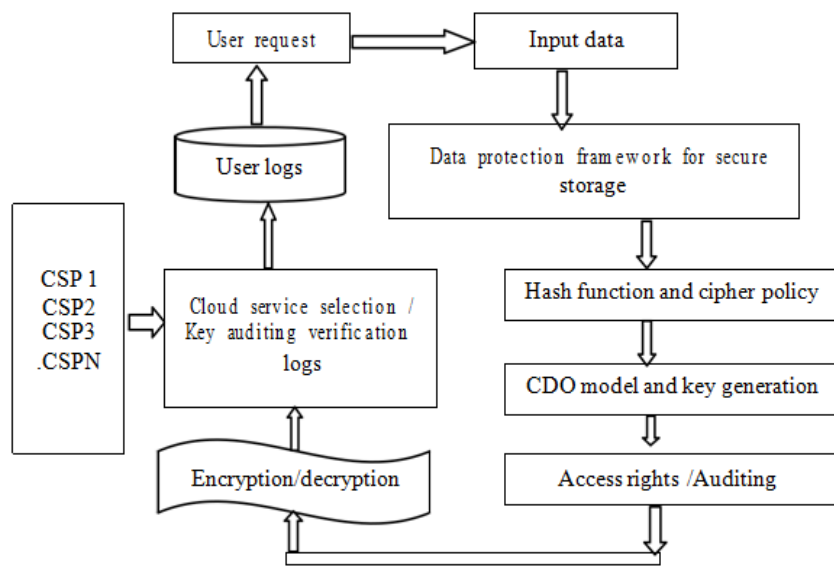 User request
Input data
Data protection framework for secure
storage
User logs
CSP 1
CSP2
CSP3
.CSPN
Cloud service selection /
Key auditing verification
logs
Hash function and cipher policy
CDO model and key generation
Encryption/decryption
Access rights /Auditing